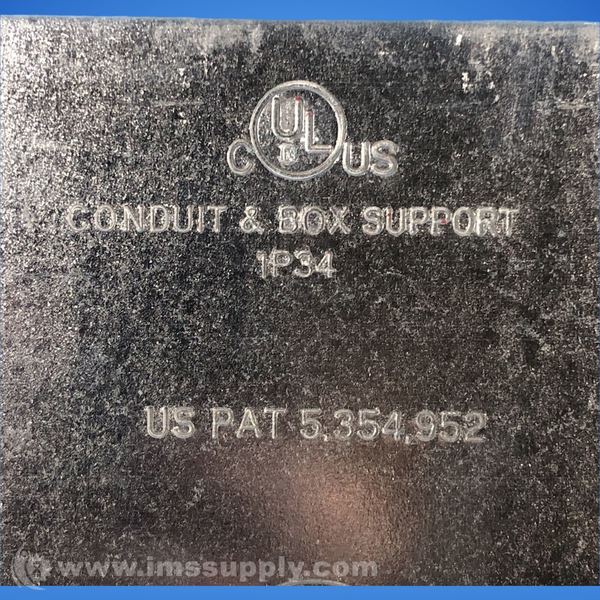 C UL US
CONDUIT & BOX SUPPORT
1P34
US PAT 5,354,952
www.imssupply.com